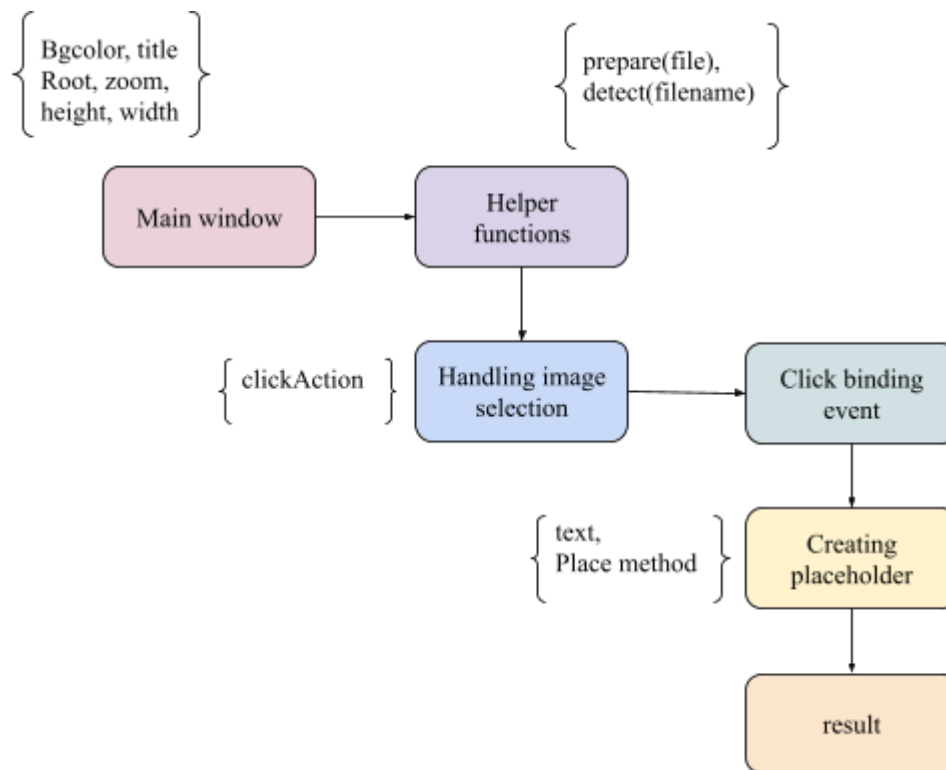 Bgcolor, title
Root, zoom,
height, width
prepare(file),
detect(filename)
Main window
Helper
functions
clickAction
Handling image
selection
Click binding
event
text,
Place method
Creating
placeholder
result